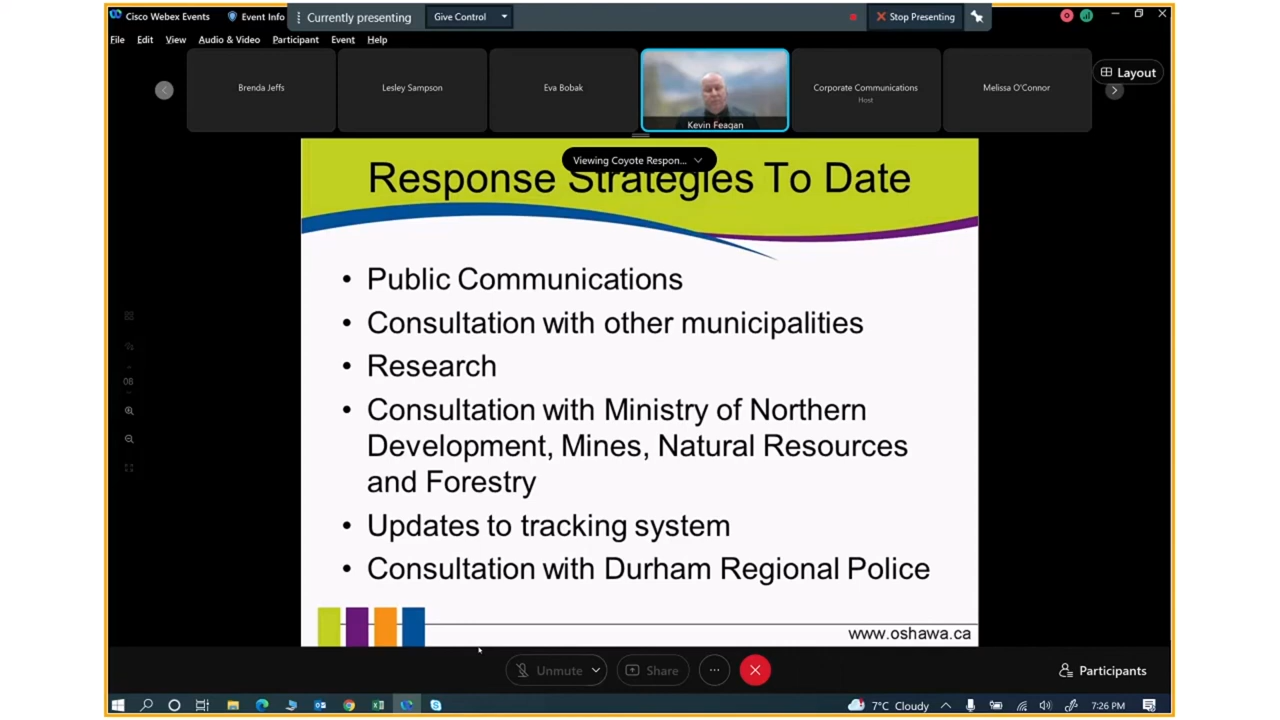 Cisco Webex Events
Event Info
Currently presenting
Give Control
Stop Presenting
File Edit View Audio & Video Participant Event Help
Brenda Jeffs
Lesley Sampson
Eva Bobak
Kevin Feagan
Corporate Communications
Host
Melissa O'Connor
Layout
Viewing Coyote Respon...
Response Strategies To Date
• Public Communications
• Consultation with other municipalities
• Research
• Consultation with Ministry of Northern
Development, Mines, Natural Resources
and Forestry
• Updates to tracking system
• Consultation with Durham Regional Police
08
www.oshawa.ca
Unmute
Share
Participants
7°C Cloudy
7:26 PM